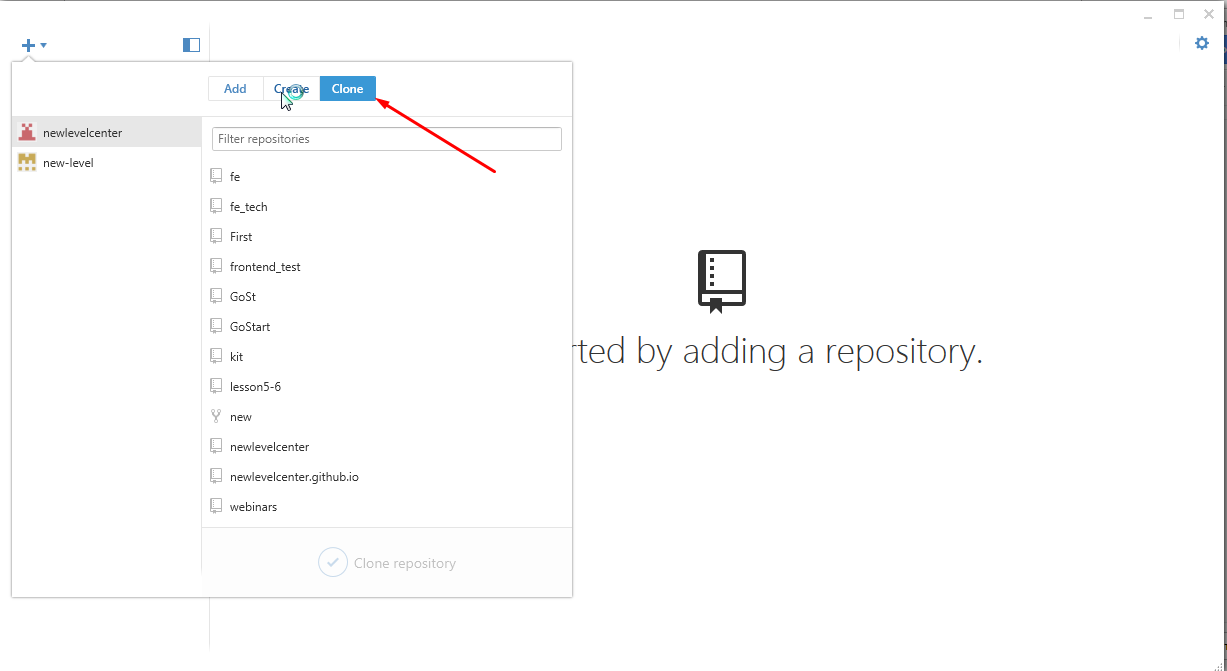 Add Create Clone
newlevelcenter
new-level
Filter repositories
fe
fe_tech
First
frontend_test
GoSt
GoStart
kit
lesson5-6
new
newlevelcenter
newlevelcenter.github.io
webinars
Clone repository
rted by adding a repository.